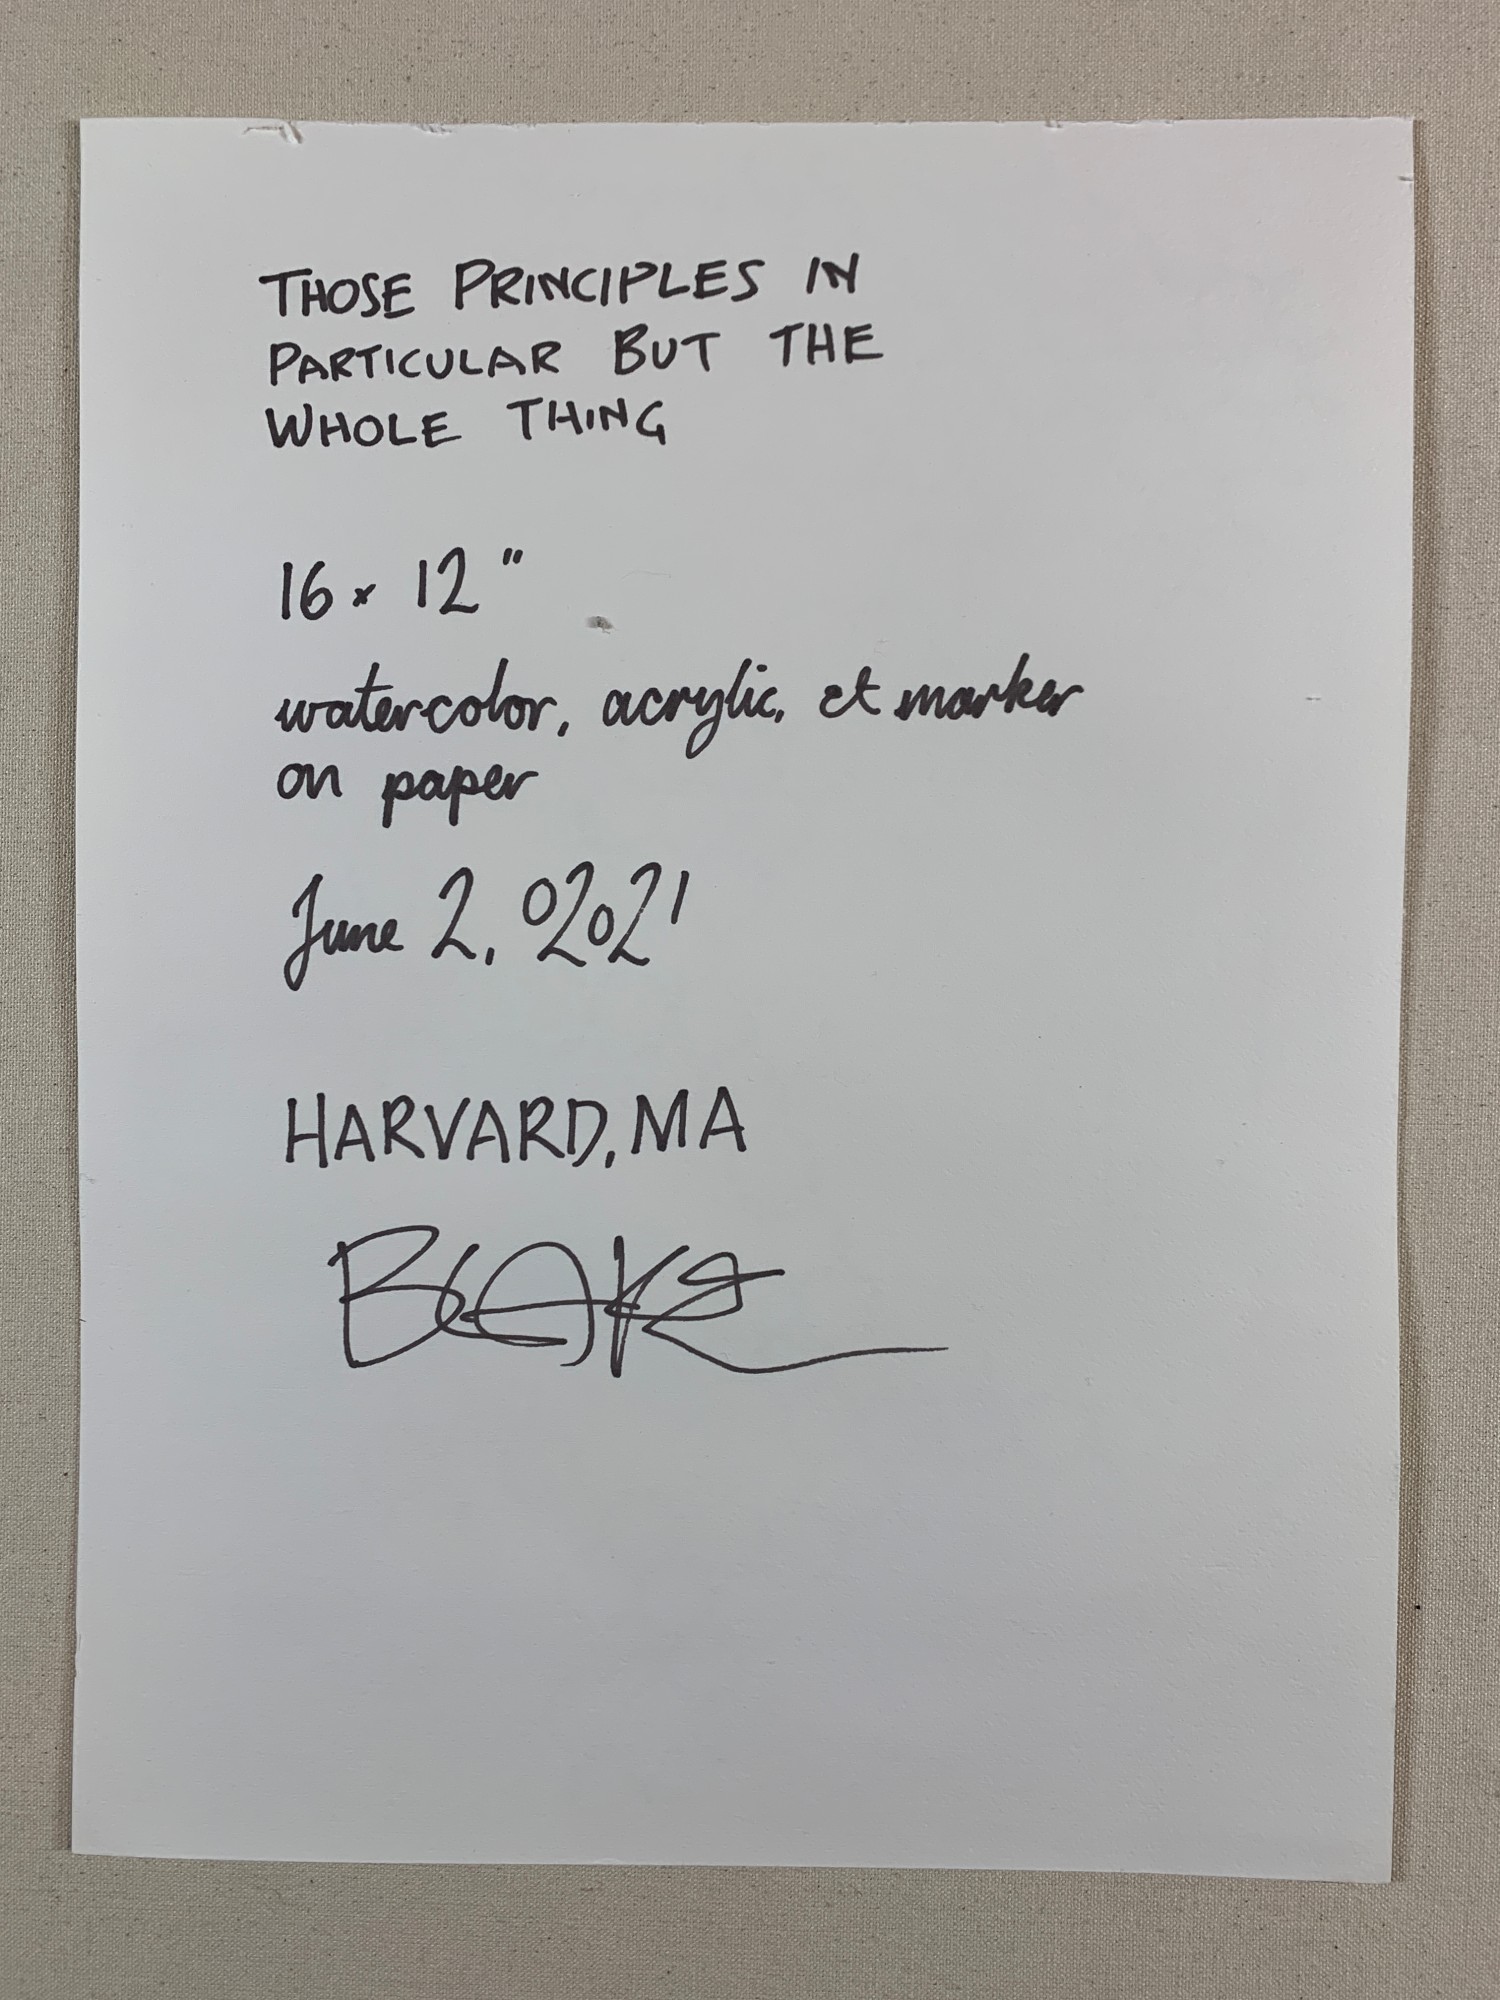 THOSE PRINCIPLES IN
PARTICULAR BUT THE
WHOLE THING
16 x 12"
watercolor, acrylic, et marker
on paper
June 2, 02021
HARVARD, MA